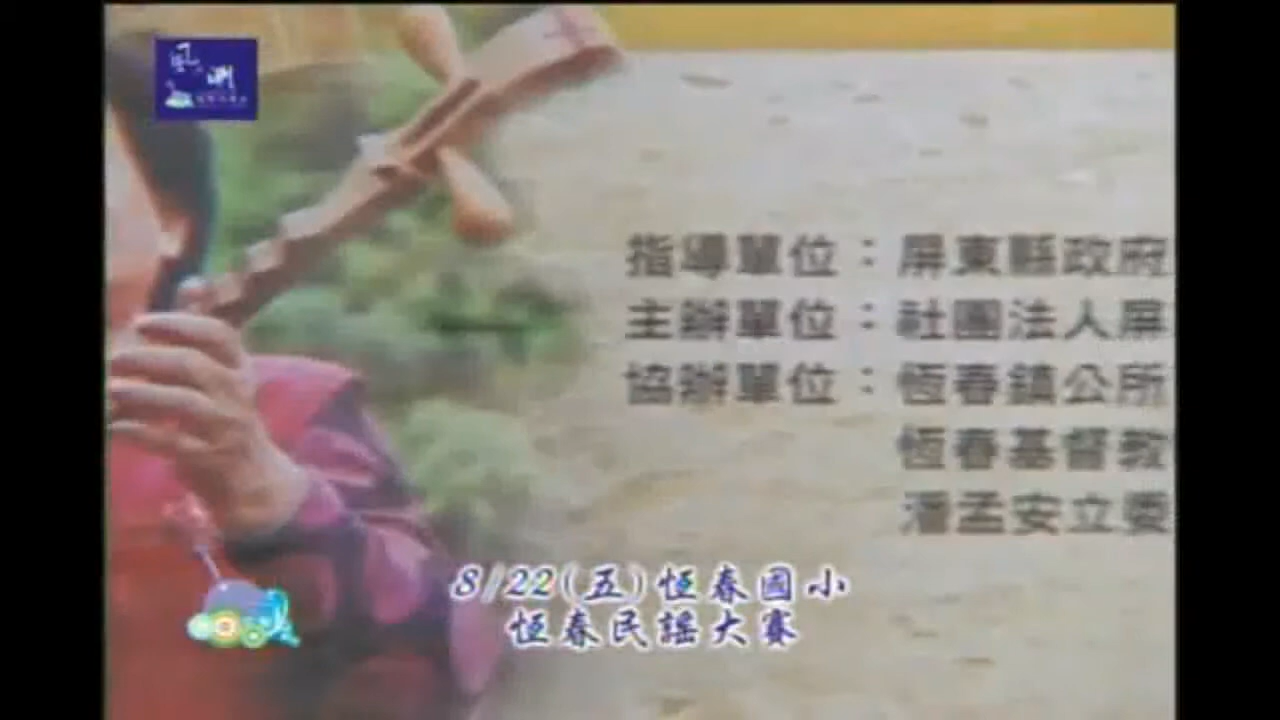 指導單位：屏東縣政府
主辦單位：社團法人屏
協辦單位：恆春鎮公所
恆春基督教
潘孟安立委
8/22(五)恆春國小
恆春民謠大賽